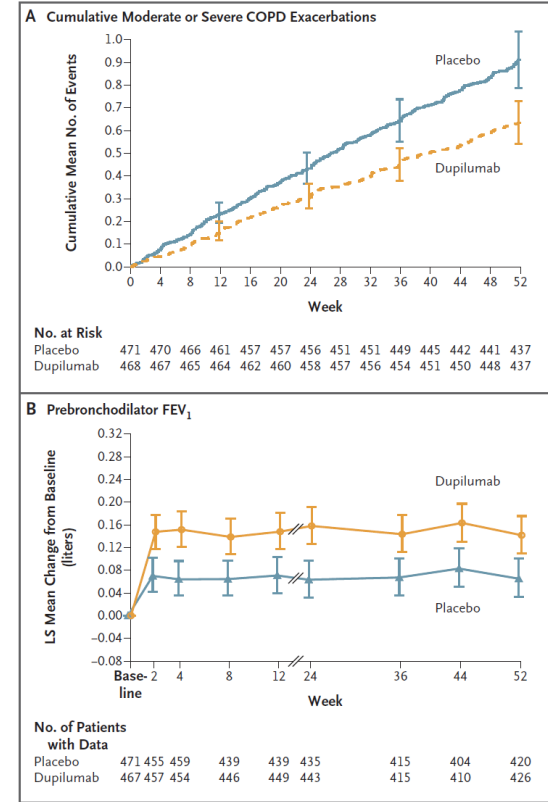 A Cumulative Moderate or Severe COPD Exacerbations
Cumulative Mean No. of Events
1.0
0.9
0.8
0.7
0.6
0.5
0.4
0.3
0.2
0.1
0.0
Placebo
Dupilumab
0 4 8 12 16 20 24 28 32 36 40 44 48 52
Week
No. at Risk
Placebo 471 470 466 461 457 457 456 451 451 449 445 442 441 437
Dupilumab 468 467 465 464 462 460 458 457 456 454 451 450 448 437
B Prebronchodilator FEV₁
LS Mean Change from Baseline
(liters)
0.32
0.28
0.24
0.20
0.16
0.12
0.08
0.04
0.00
−0.04
−0.08
Dupilumab
Placebo
Base-
line
2 4 8 12 24 36 44 52
Week
No. of Patients
with Data
Placebo 471 455 459 439 439 435 415 404 420
Dupilumab 467 457 454 446 449 443 415 410 426